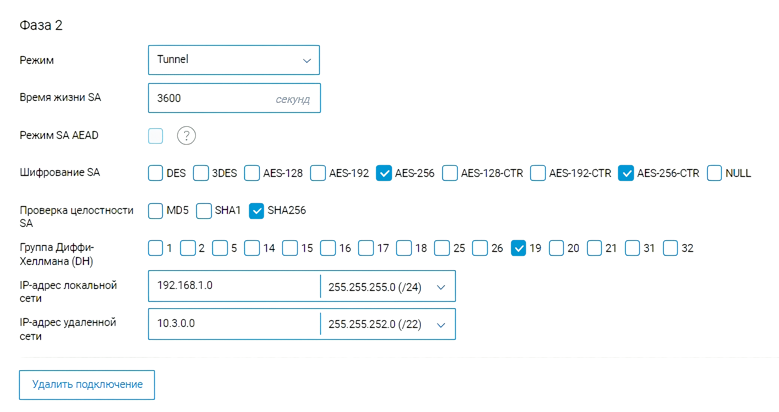 Фаза 2
Режим Tunnel
Время жизни SA 3600 секунд
Режим SA AEAD ?
Шифрование SA DES 3DES AES-128 AES-192 AES-256 AES-128-CTR AES-192-CTR AES-256-CTR NULL
Проверка целостности SA MD5 SHA1 SHA256
Группа Диффи-Хеллмана (DH) 1 2 5 14 15 16 17 18 25 26 19 20 21 31 32
IP-адрес локальной сети 192.168.1.0 255.255.255.0 (/24)
IP-адрес удаленной сети 10.3.0.0 255.255.252.0 (/22)
Удалить подключение